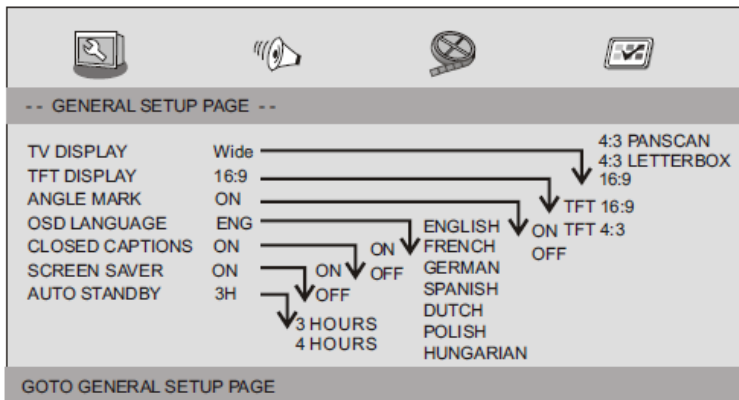 -- GENERAL SETUP PAGE --
TV DISPLAY Wide
4:3 PANSCAN
4:3 LETTERBOX
16:9
TFT DISPLAY 16:9
TFT 16:9
TFT 4:3
ANGLE MARK ON
ON
OFF
OSD LANGUAGE ENG
ENGLISH
FRENCH
GERMAN
SPANISH
DUTCH
POLISH
HUNGARIAN
CLOSED CAPTIONS ON
ON
OFF
SCREEN SAVER ON
ON
OFF
AUTO STANDBY 3H
3 HOURS
4 HOURS
GOTO GENERAL SETUP PAGE